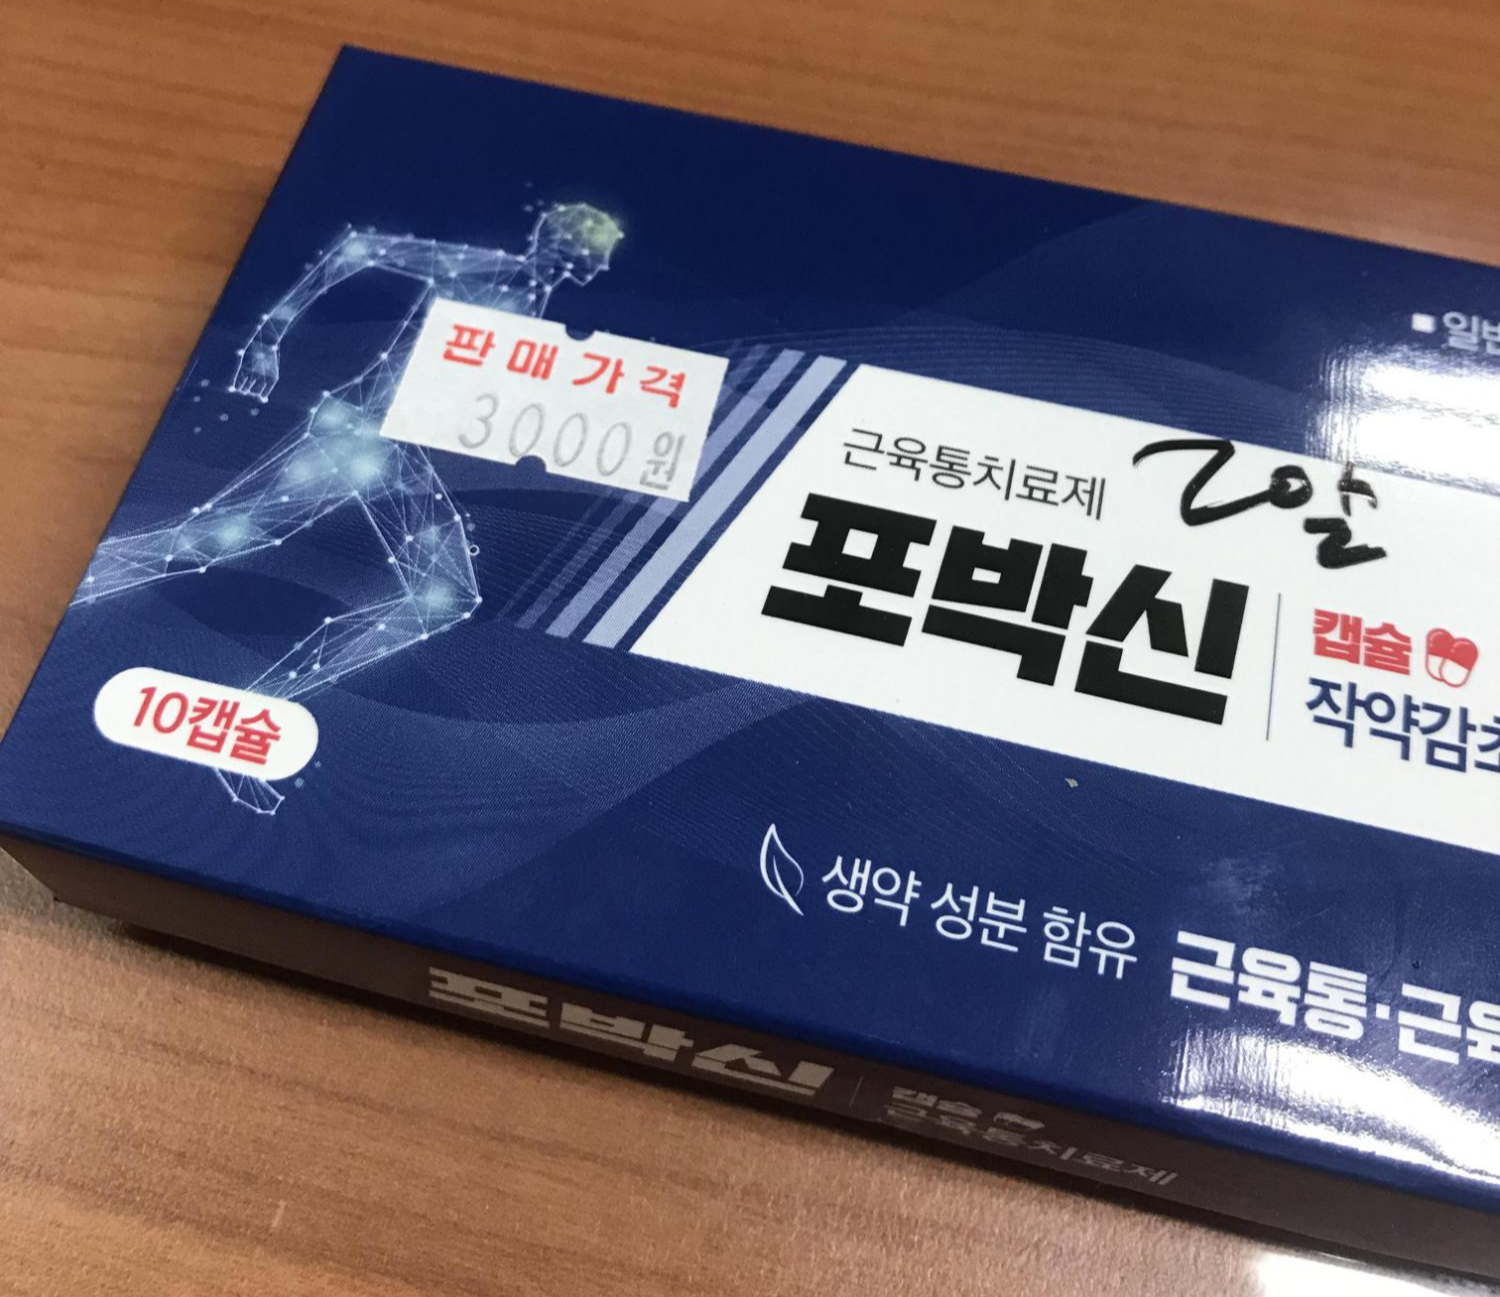 판매가격
3000원
일반
근육통치료제
2알
포박신
캡슐
작약감초
10캡슐
생약 성분 함유
근육통·근육
포박신
캡슐
근육통치료제